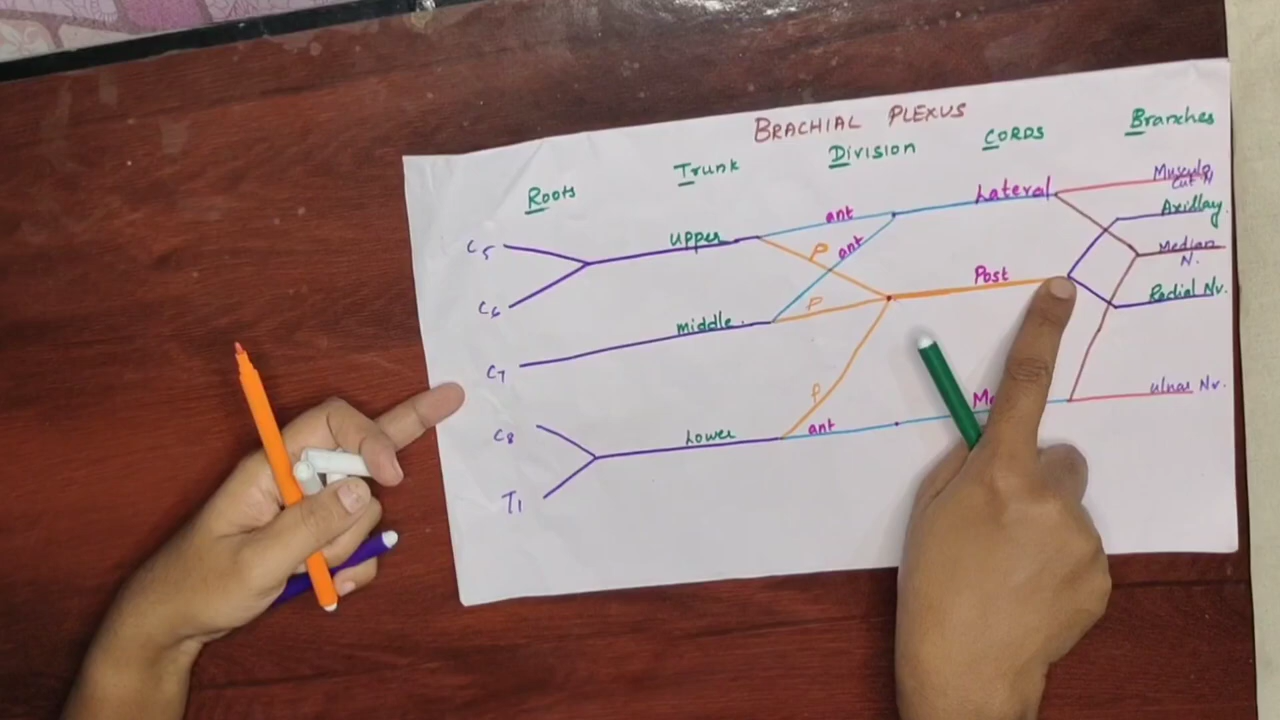 BRACHIAL PLEXUS
Roots Trunk Division CORDS Branches
C5
C6
C7
C8
T1
upper
middle.
Lower
ant
P
ant
P
P
ant
Lateral
Post
Musculo
Cut N
Axillay.
Median
N.
Radial Nv.
ulnar Nv.